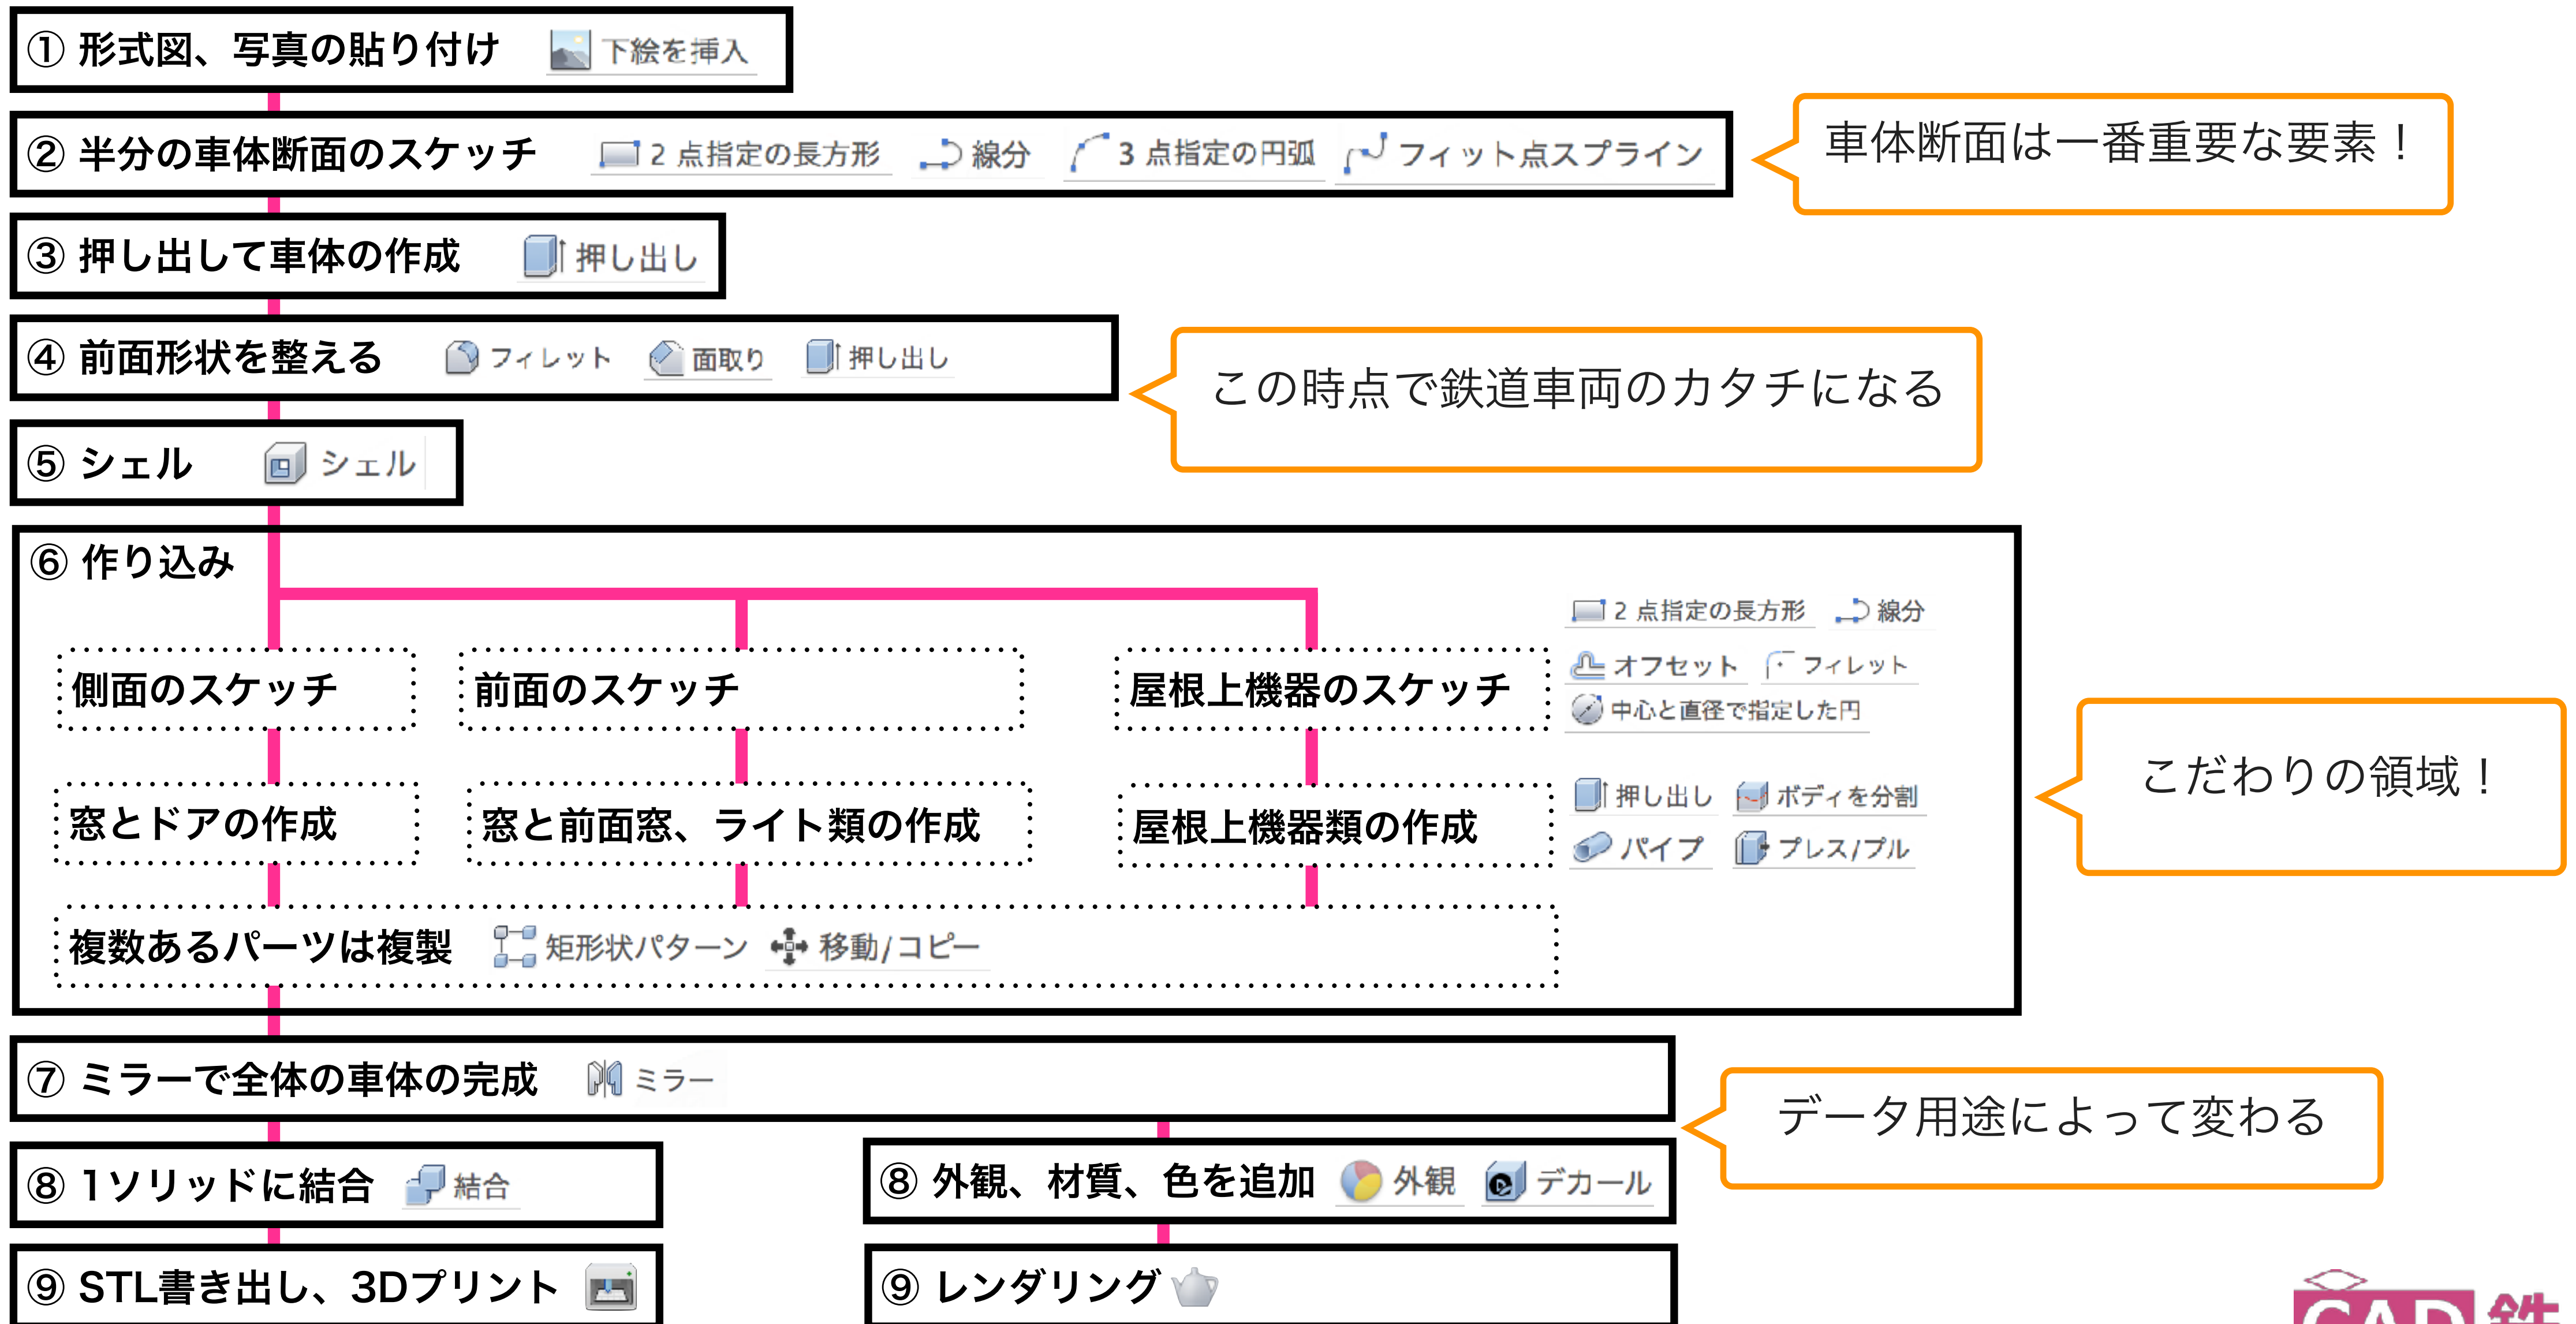 ① 形式図、写真の貼り付け 下絵を挿入
② 半分の車体断面のスケッチ 2 点指定の長方形 線分 3 点指定の円弧 フィット点スプライン
車体断面は一番重要な要素！
③ 押し出して車体の作成 押し出し
④ 前面形状を整える フィレット 面取り 押し出し
この時点で鉄道車両のカタチになる
⑤ シェル シェル
⑥ 作り込み
2 点指定の長方形 線分
オフセット フィレット
中心と直径で指定した円
側面のスケッチ 前面のスケッチ 屋根上機器のスケッチ
押し出し ボディを分割
パイプ プレス/プル
こだわりの領域！
窓とドアの作成 窓と前面窓、ライト類の作成 屋根上機器類の作成
複数あるパーツは複製 矩形状パターン 移動/コピー
⑦ ミラーで全体の車体の完成 ミラー
データ用途によって変わる
⑧ 1ソリッドに結合 結合
⑧ 外観、材質、色を追加 外観 デカール
⑨ STL書き出し、3Dプリント
⑨ レンダリング
CAD 鉄